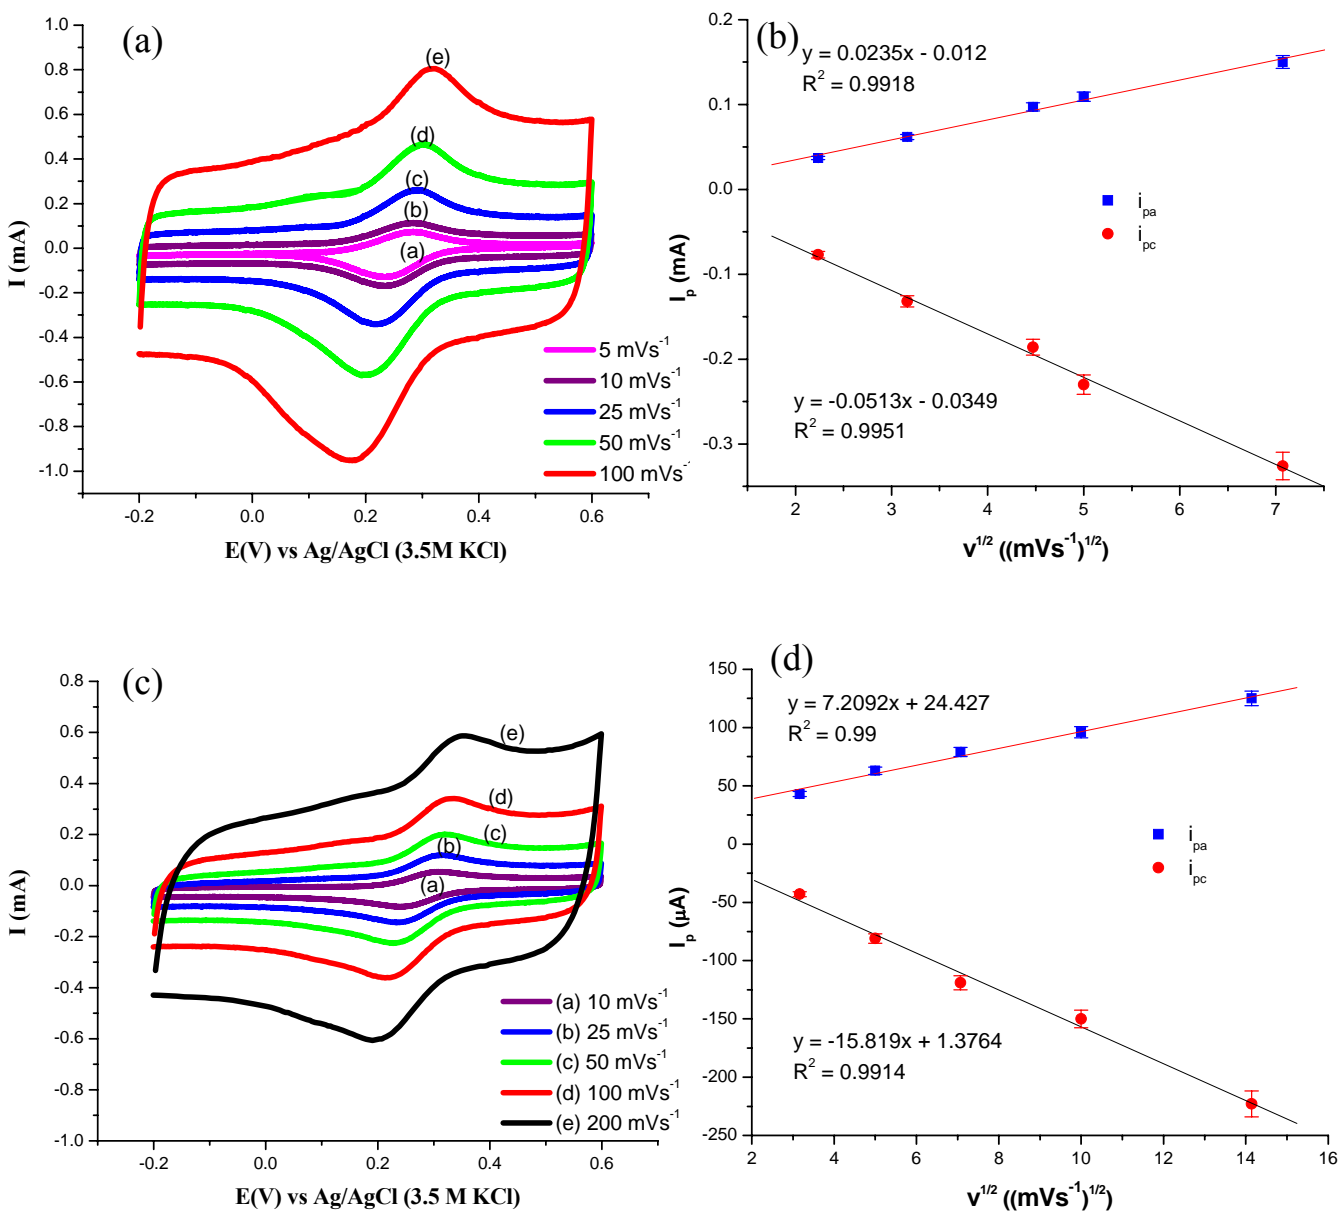 (a)
1.0
0.8
0.6
0.4
0.2
0.0
-0.2
-0.4
-0.6
-0.8
-1.0
I (mA)
(e)
(d)
(c)
(b)
(a)
5 mVs⁻¹
10 mVs⁻¹
25 mVs⁻¹
50 mVs⁻¹
100 mVs⁻
-0.2 0.0 0.2 0.4 0.6
E(V) vs Ag/AgCl (3.5M KCl)
(b)
y = 0.0235x - 0.012
R² = 0.9918
0.2
0.1
0.0
-0.1
-0.2
-0.3
Iₚ (mA)
i_pa
i_pc
y = -0.0513x - 0.0349
R² = 0.9951
2 3 4 5 6 7
v^1/2 ((mVs⁻¹)^1/2)
(c)
0.8
0.6
0.4
0.2
0.0
-0.2
-0.4
-0.6
-0.8
-1.0
I (mA)
(e)
(d)
(c)
(b)
(a)
(a) 10 mVs⁻¹
(b) 25 mVs⁻¹
(c) 50 mVs⁻¹
(d) 100 mVs⁻¹
(e) 200 mVs⁻¹
-0.2 0.0 0.2 0.4 0.6
E(V) vs Ag/AgCl (3.5 M KCl)
(d)
y = 7.2092x + 24.427
R² = 0.99
150
100
50
0
-50
-100
-150
-200
-250
Iₚ (µA)
i_pa
i_pc
y = -15.819x + 1.3764
R² = 0.9914
2 4 6 8 10 12 14 16
v^1/2 ((mVs⁻¹)^1/2)